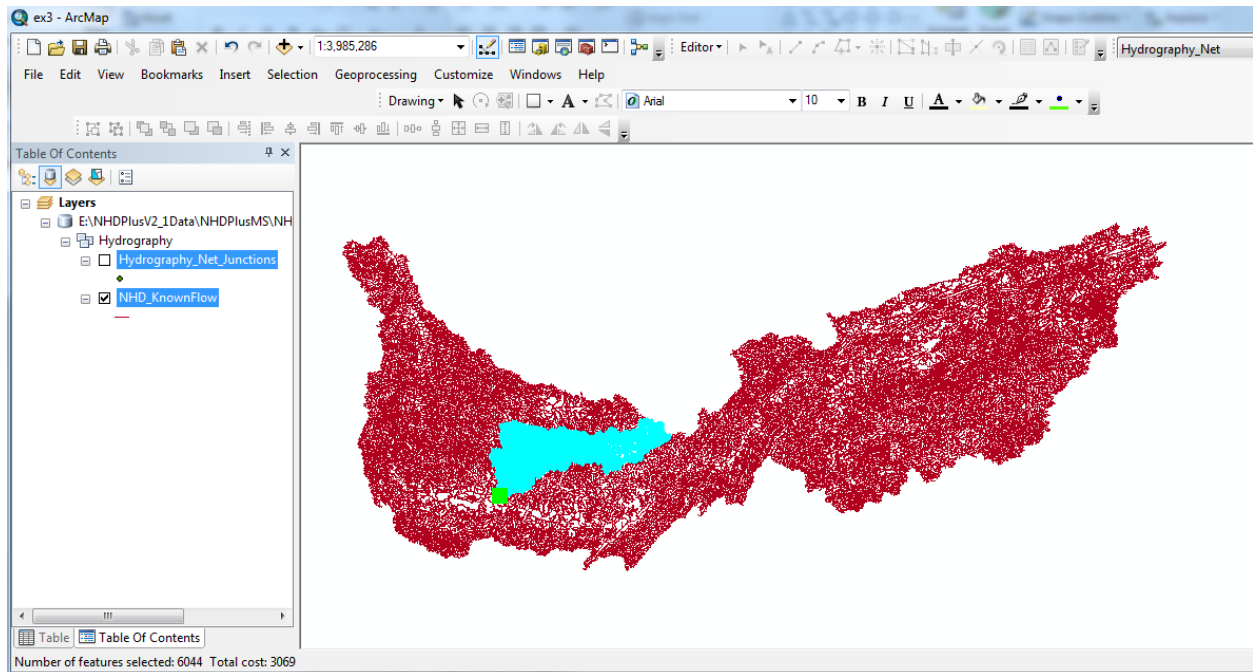 ex3 - ArcMap
1:3,985,286
Editor
Hydrography_Net
File Edit View Bookmarks Insert Selection Geoprocessing Customize Windows Help
Drawing A Arial 10 B I U A
Table Of Contents
Layers
E:\NHDPlusV2_1Data\NHDPlusMS\NH
Hydrography
Hydrography_Net_Junctions
NHD_KnownFlow
Table Table Of Contents
Number of features selected: 6044 Total cost: 3069